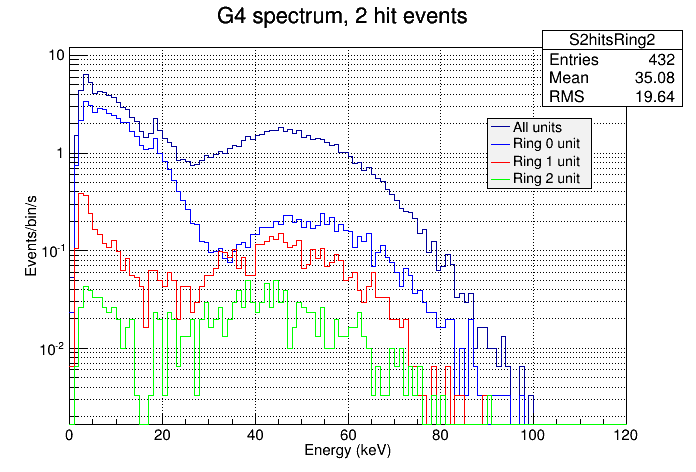 G4 spectrum, 2 hit events
S2hitsRing2
Entries 432
Mean 35.08
RMS 19.64
All units
Ring 0 unit
Ring 1 unit
Ring 2 unit
Events/bin/s
10
1
10^-1
10^-2
0 20 40 60 80 100 120
Energy (keV)